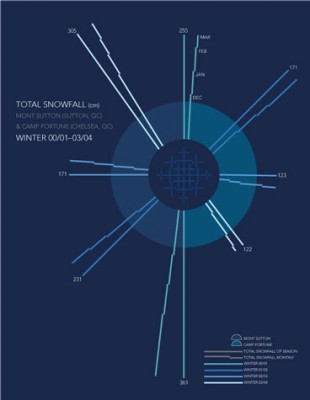 305
255
MAR
FEB
171
JAN
DEC
TOTAL SNOWFALL (cm)
MONT SUTTON (SUTTON, QC)
& CAMP FORTUNE (CHELSEA, QC)
WINTER 00/01–03/04
171
123
122
231
361
MONT SUTTON
CAMP FORTUNE
TOTAL SNOWFALL OF SEASON
TOTAL SNOWFALL MONTHLY
WINTER 00/01
WINTER 01/02
WINTER 02/03
WINTER 03/04